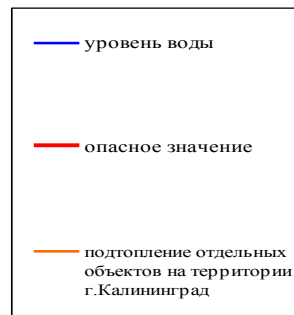 уровень воды
опасное значение
подтопление отдельных
объектов на территории
г.Калининград